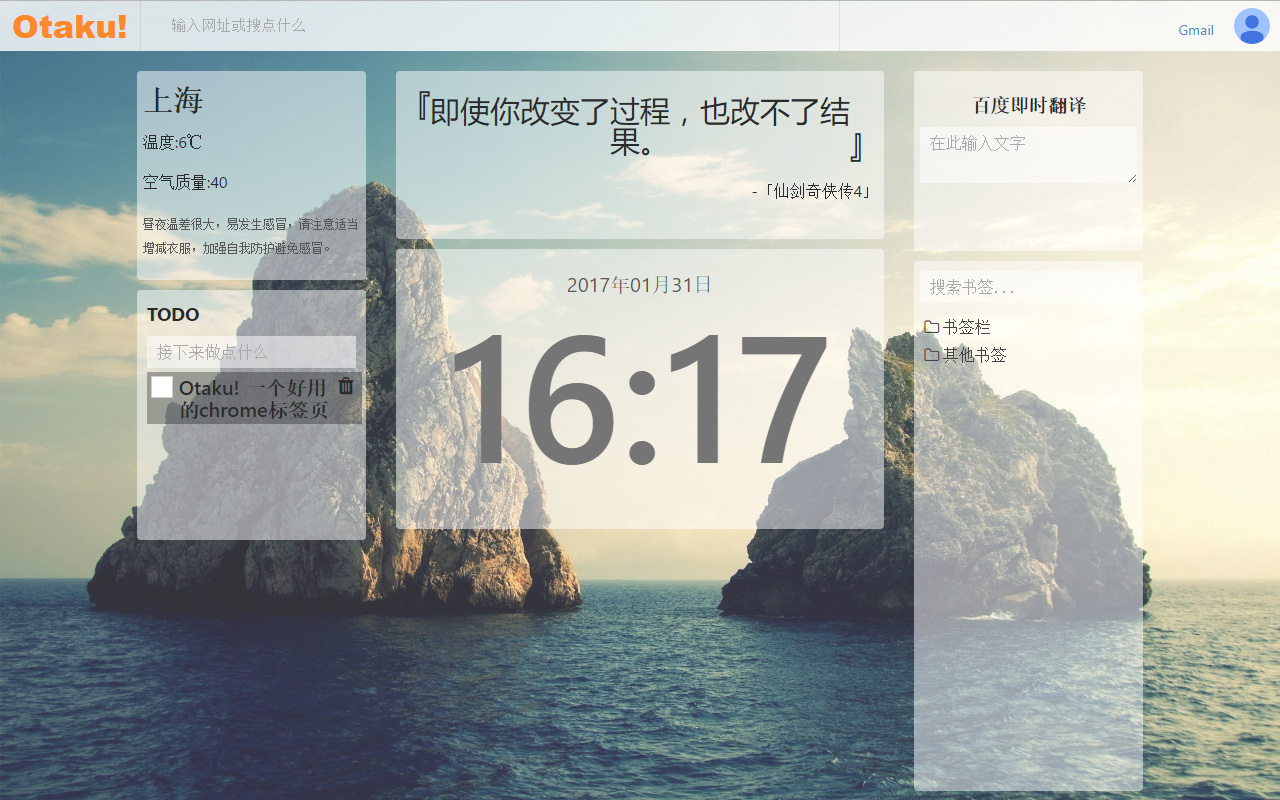 Otaku!
输入网址或搜点什么
Gmail
上海
温度:6℃
空气质量:40
昼夜温差很大，易发生感冒，请注意适当
增减衣服，加强自我防护避免感冒。
TODO
接下来做点什么
Otaku! 一个好用
的chrome标签页
『即使你改变了过程，也改不了结
果。 』
-「仙剑奇侠传4」
2017年01月31日
16:17
百度即时翻译
在此输入文字
搜索书签...
书签栏
其他书签